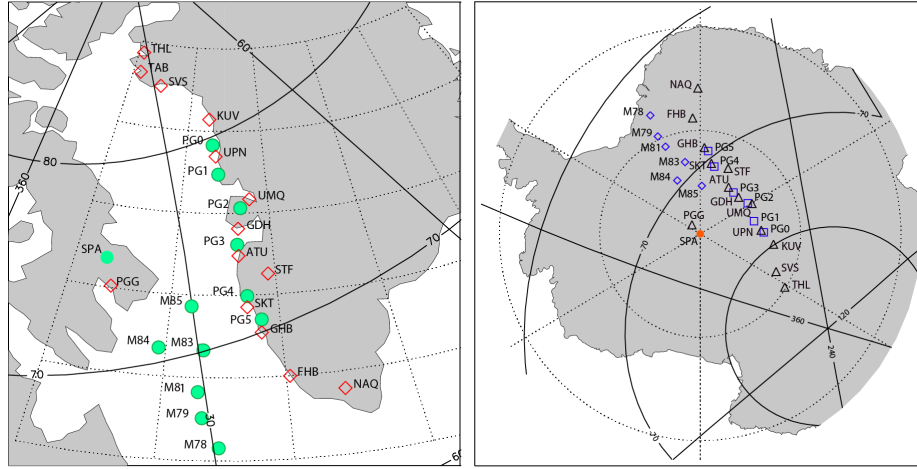 THL
TAB
SVS
60
KUV
PG0
80
UPN
PG1
360
UMQ
PG2
GDH
70
PG3
SPA
ATU
STF
PGG
PG4
M85
SKT
PG5
GHB
M84
M83
70
FHB
M81
NAQ
30
M79
M78
60
NAQ
M78
FHB
-70
M79
GHB
M81
PG5
M83
SKT
PG4
STF
M84
ATU
M85
PG3
GDH
PG2
UMQ
PGG
PG1
SPA
UPN
PG0
-70
KUV
SVS
THL
360
120
240
-70